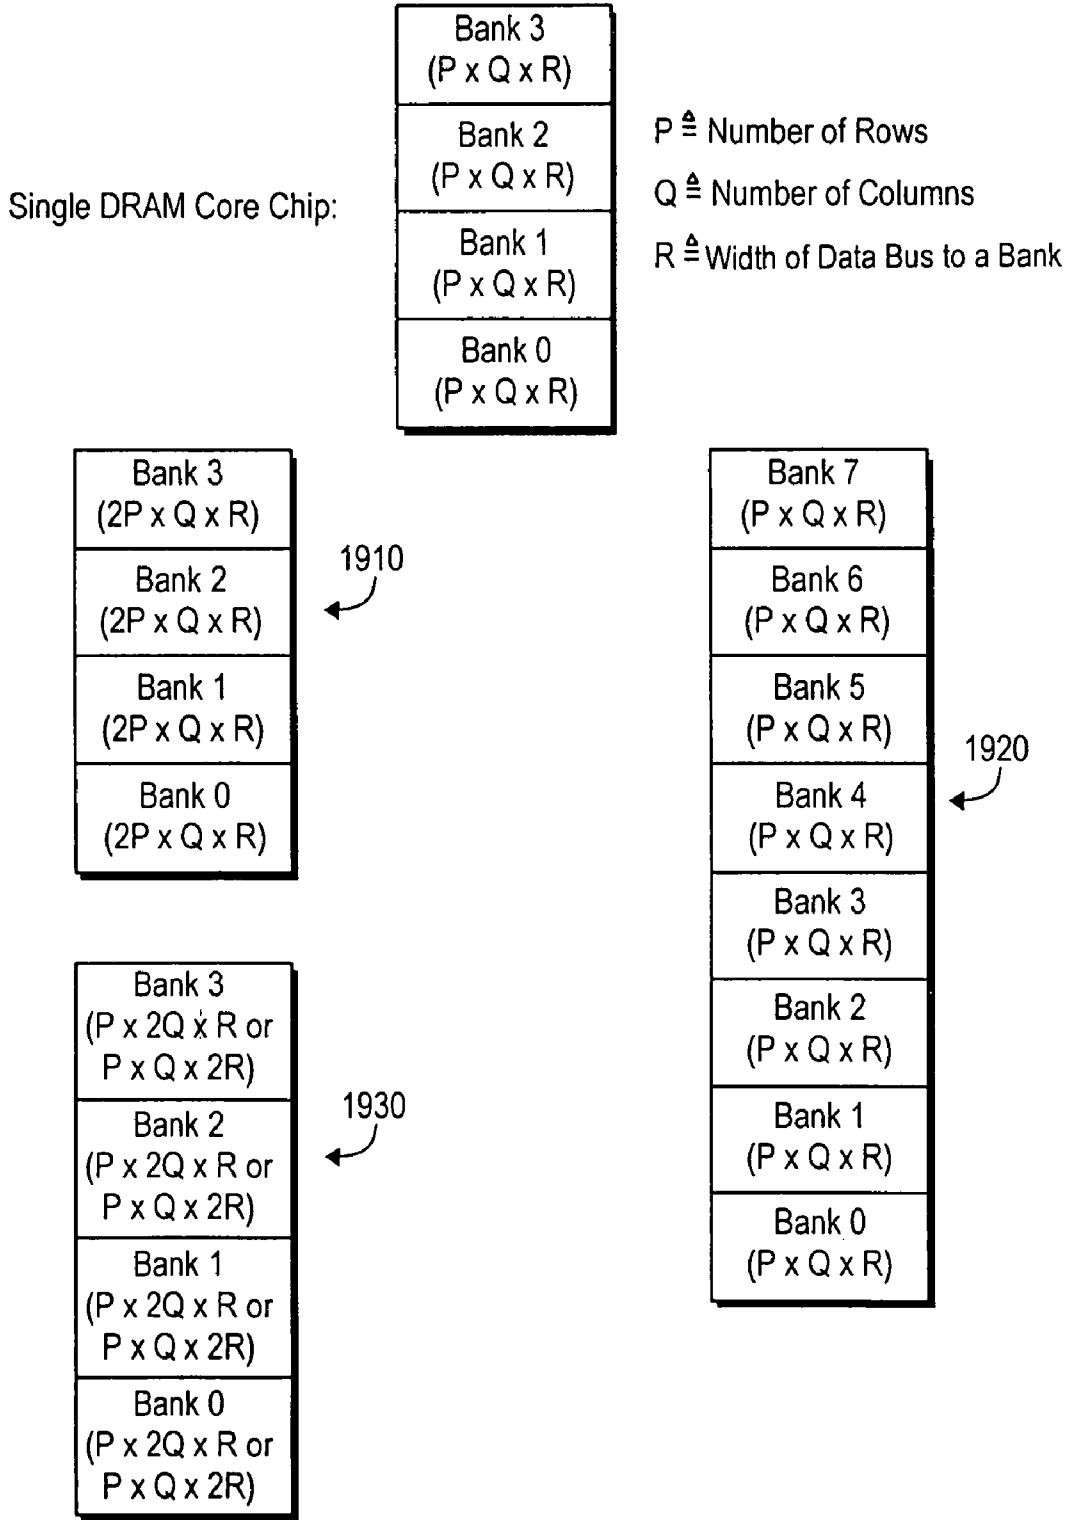 Bank 3
(P x Q x R)
Bank 2
(P x Q x R)
Bank 1
(P x Q x R)
Bank 0
(P x Q x R)
Single DRAM Core Chip:
P ≜ Number of Rows
Q ≜ Number of Columns
R ≜ Width of Data Bus to a Bank
Bank 3
(2P x Q x R)
Bank 2
(2P x Q x R)
Bank 1
(2P x Q x R)
Bank 0
(2P x Q x R)
1910
Bank 7
(P x Q x R)
Bank 6
(P x Q x R)
Bank 5
(P x Q x R)
Bank 4
(P x Q x R)
Bank 3
(P x Q x R)
Bank 2
(P x Q x R)
Bank 1
(P x Q x R)
Bank 0
(P x Q x R)
1920
Bank 3
(P x 2Q x R or
P x Q x 2R)
Bank 2
(P x 2Q x R or
P x Q x 2R)
Bank 1
(P x 2Q x R or
P x Q x 2R)
Bank 0
(P x 2Q x R or
P x Q x 2R)
1930